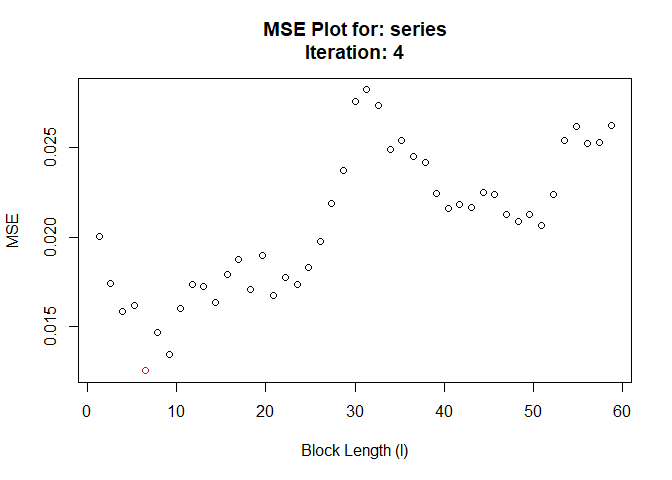 MSE Plot for: series
Iteration: 4
MSE
0.025
0.020
0.015
0 10 20 30 40 50 60
Block Length (l)